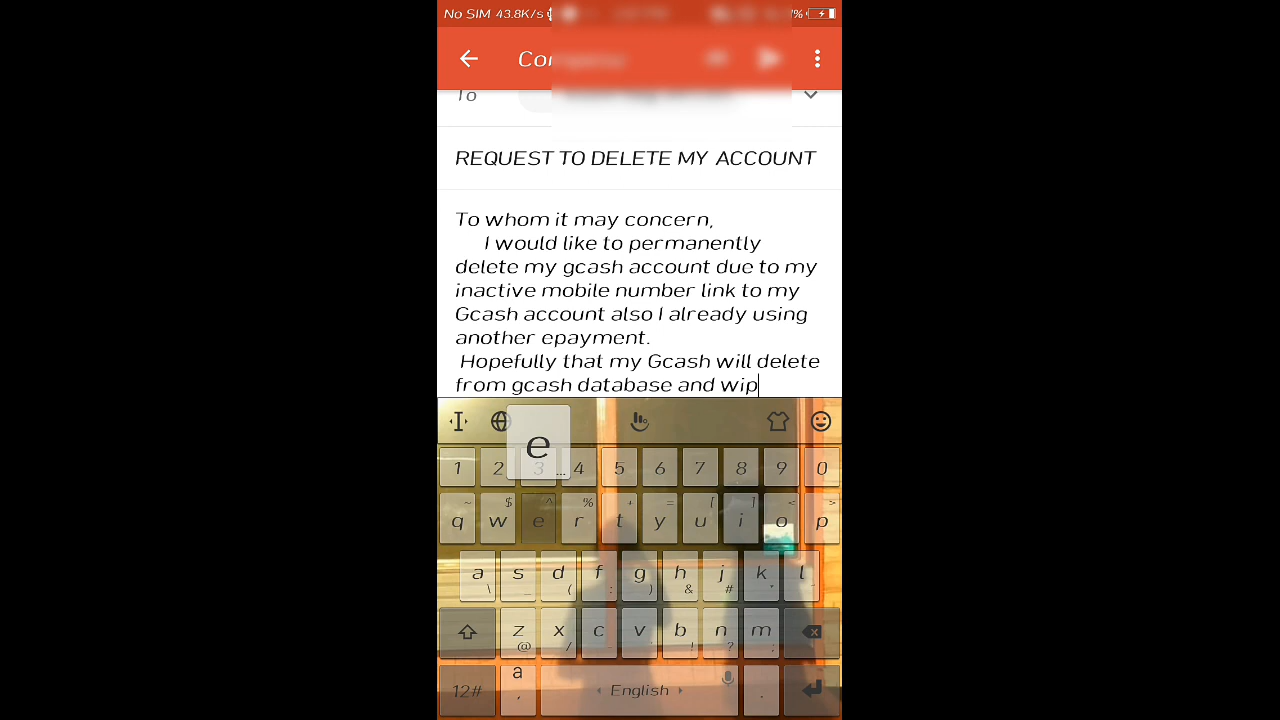 No SIM 43.8K/s
To
REQUEST TO DELETE MY ACCOUNT
To whom it may concern,
I would like to permanently
delete my gcash account due to my
inactive mobile number link to my
Gcash account also I already using
another epayment.
Hopefully that my Gcash will delete
from gcash database and wip
e
1 2 3 ... 4 5 6 7 8 9 0
~ $ ^ % + = [ ] < >
q w e r t y u i o p
a s d f g h j k l
\ _ ( : ) & # * "
z x c v b n m
@ / - ' ! ? ;
12# a , English .